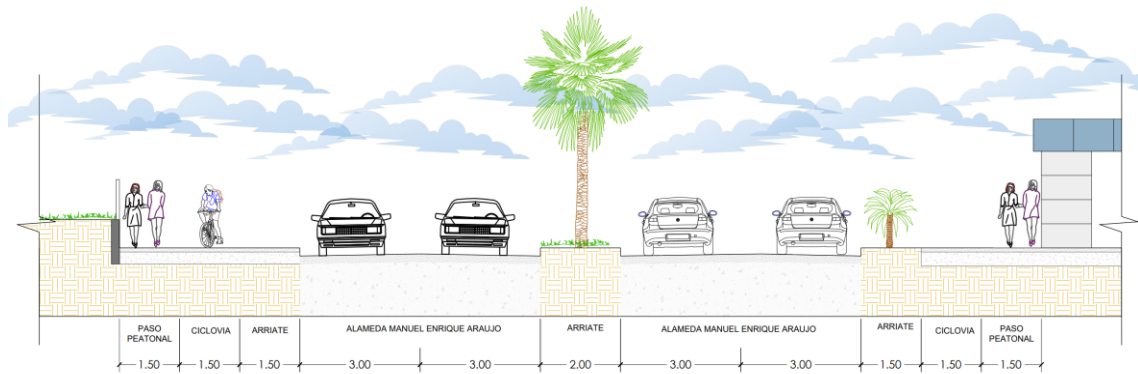 PASO
PEATONAL
CICLOVIA
ARRIATE
ALAMEDA MANUEL ENRIQUE ARAUJO
ARRIATE
ALAMEDA MANUEL ENRIQUE ARAUJO
ARRIATE
CICLOVIA
PASO
PEATONAL
1.50
1.50
1.50
3.00
3.00
2.00
3.00
3.00
1.50
1.50
1.50